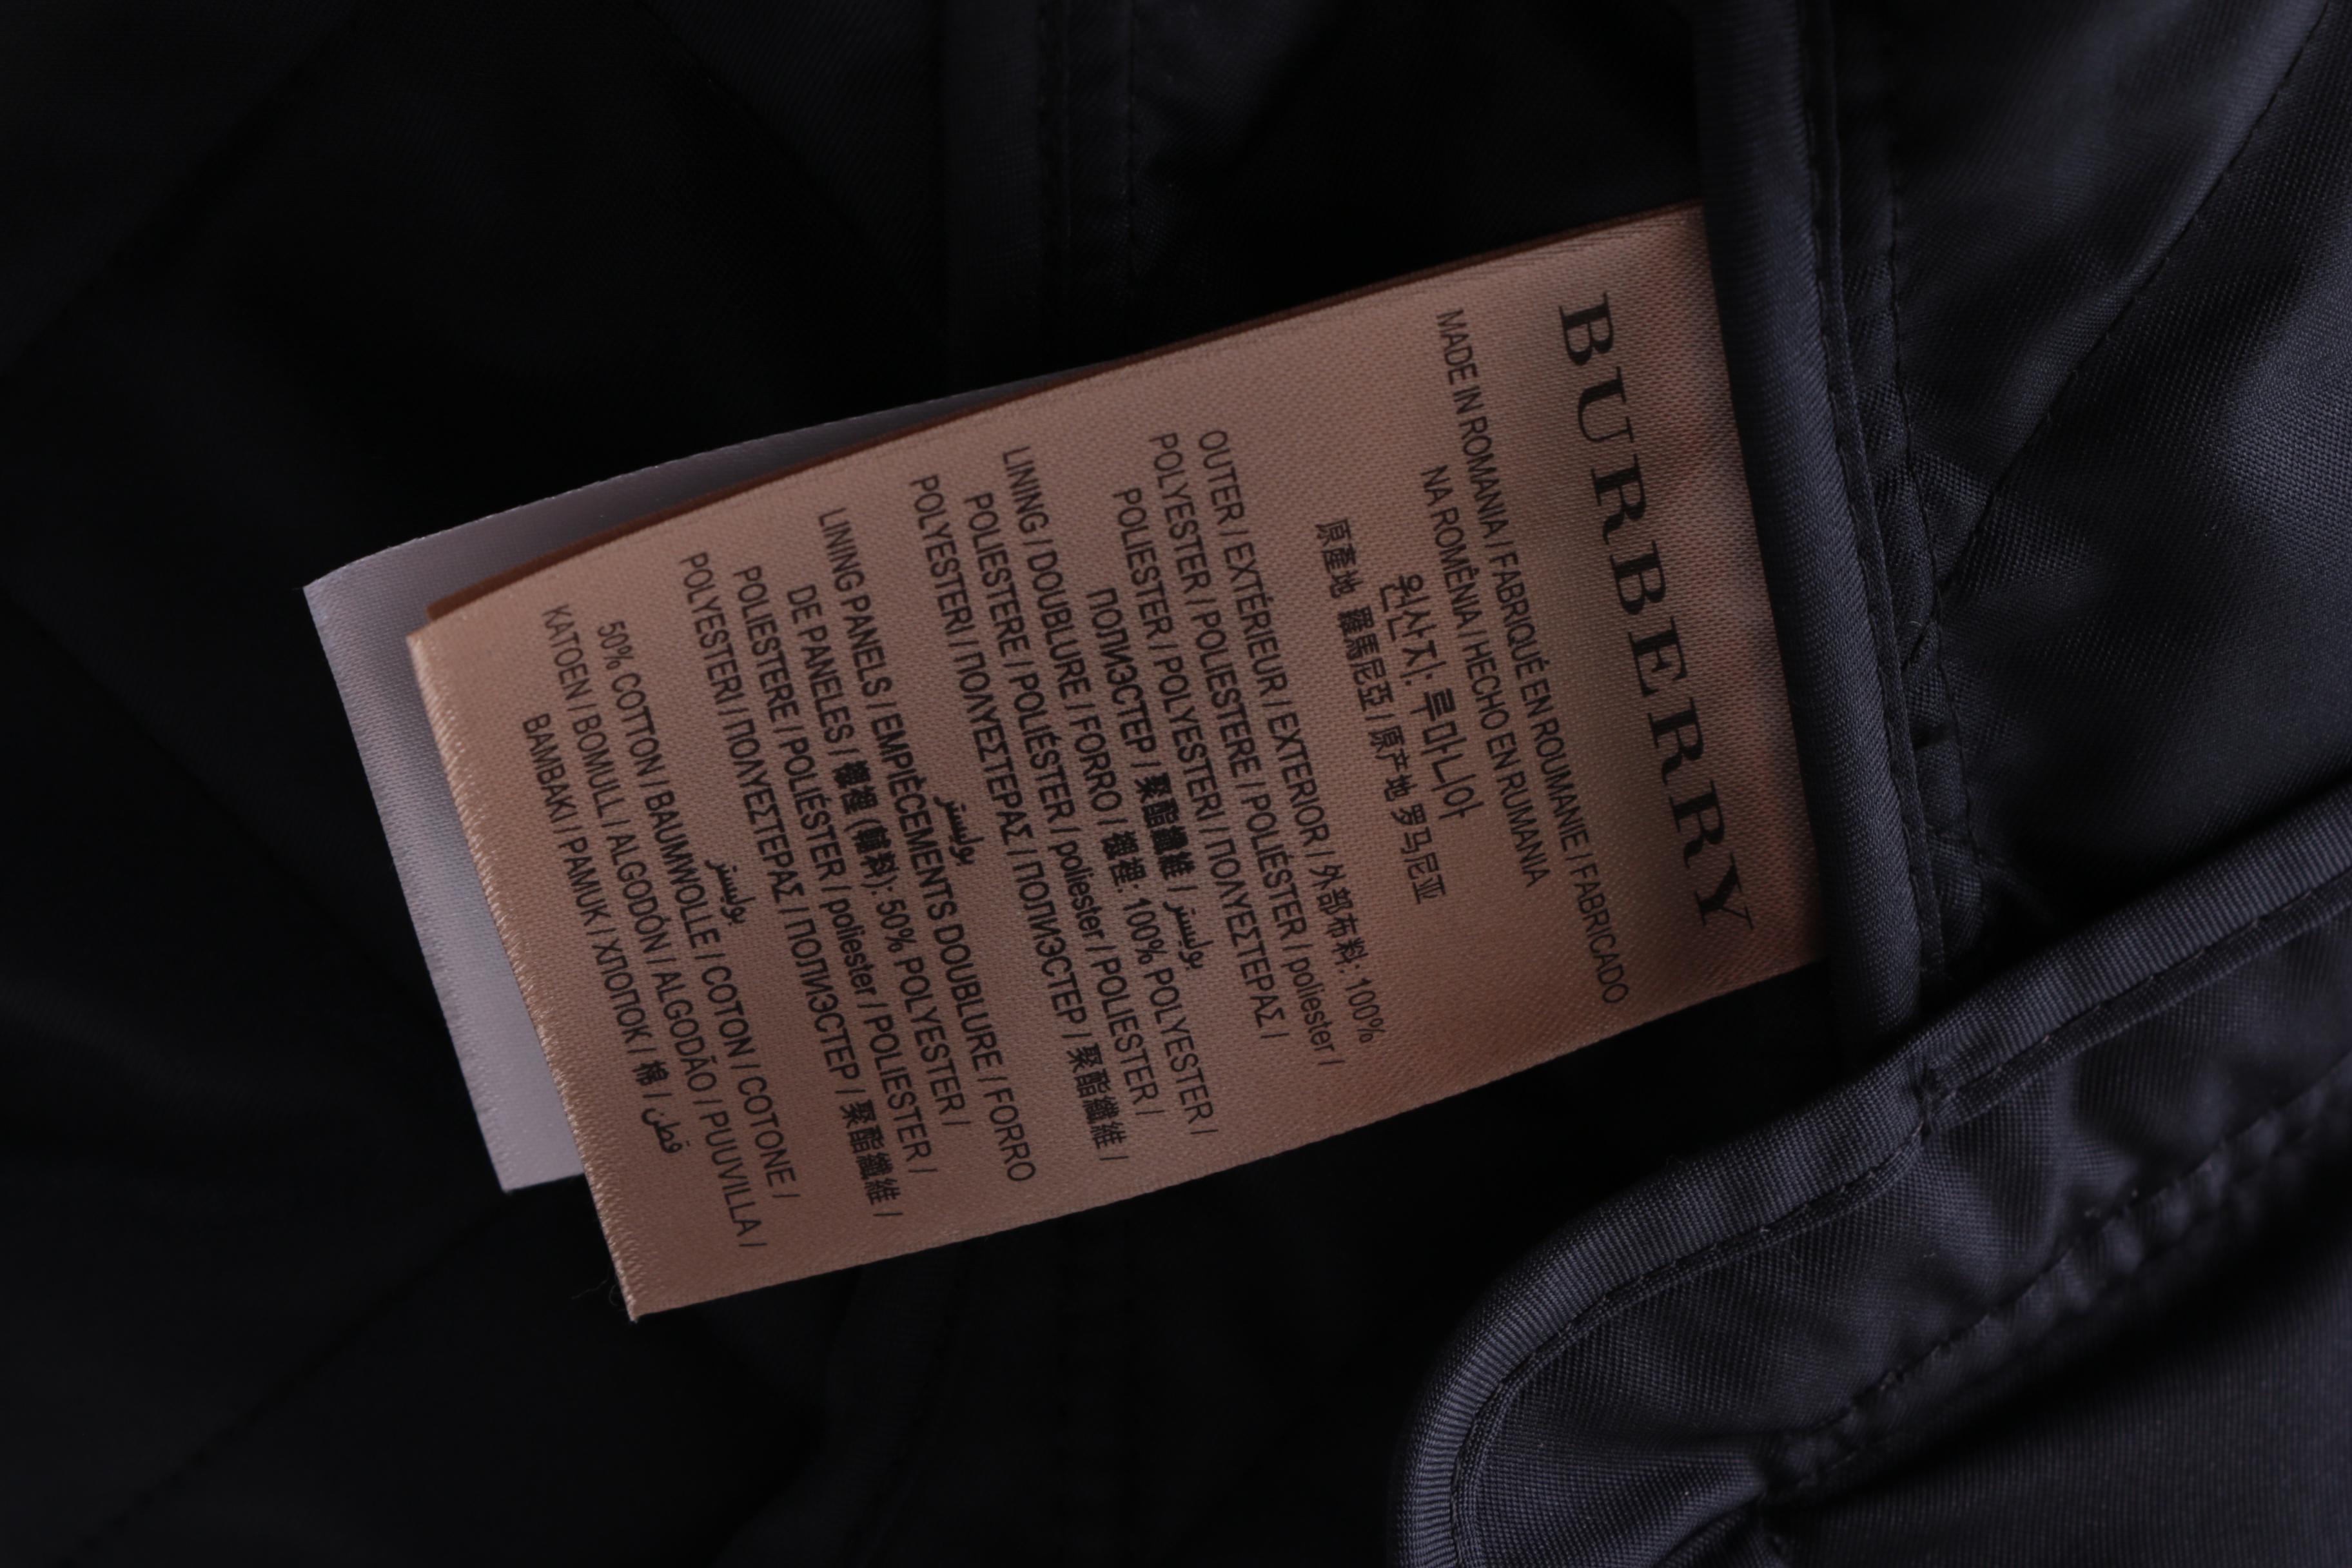 BURBERRY
MADE IN ROMANIA / FABRIQUÉ EN ROUMANIE / FABRICADO
NA ROMÊNIA / HECHO EN RUMANIA
원산지: 루마니아
原產地 羅馬尼亞 / 原产地 罗马尼亚
OUTER / EXTÉRIEUR / EXTERIOR / 外部布料: 100%
POLYESTER / POLIESTERE / POLIÉSTER / poliester /
POLIESTER / POLYESTERI / ΠΟΛΥΕΣΤΕΡΑΣ /
ПОПИЭСТЕР / 聚酯纖維 / بوليستر
LINING / DOUBLURE / FORRO / 襯裡: 100% POLYESTER /
POLIESTERE / POLIÉSTER / poliester / POLIESTER /
POLYESTERI / ΠΟΛΥΕΣΤΕΡΑΣ / ПОПИЭСТЕР / 聚酯纖維 /
بوليستر
LINING PANELS / EMPIÈCEMENTS DOUBLURE / FORRO
DE PANELES / 襯裡 (輔料): 50% POLYESTER /
POLIESTERE / POLIÉSTER / poliester / POLIESTER /
POLYESTERI / ΠΟΛΥΕΣΤΕΡΑΣ / ПОПИЭСТЕР / 聚酯纖維 /
بوليستر
50% COTTON / BAUMWOLLE / COTON / COTONE /
KATOEN / BOMULL / ALGODÓN / ALGODÃO / PUUVILLA /
BAMBAKI / PAMUK / ХПОПОК / 棉 / قطن